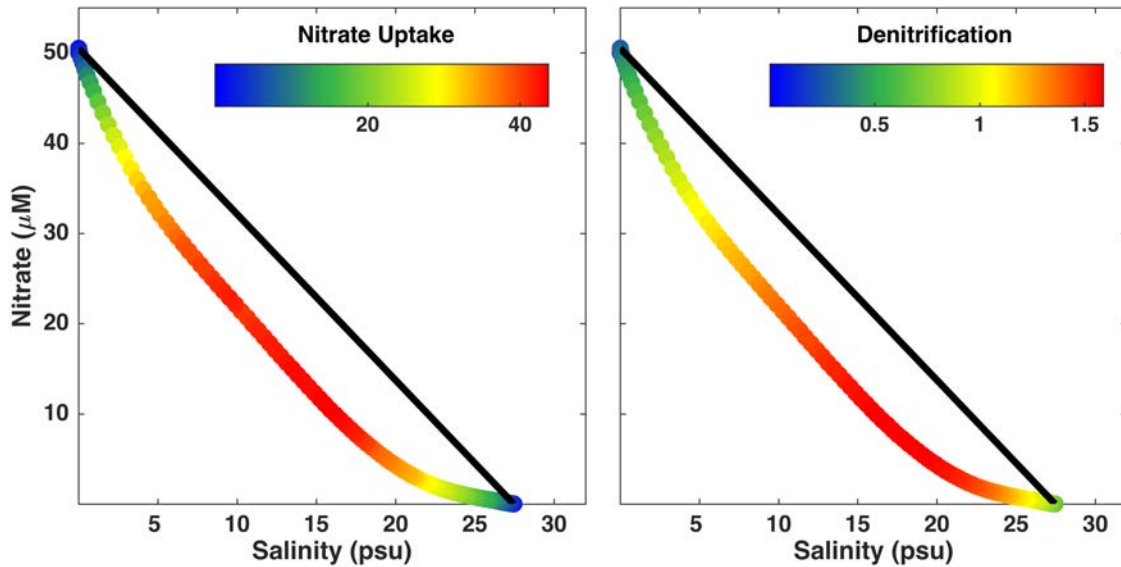 Nitrate Uptake
20 40
Denitrification
0.5 1 1.5
Nitrate (μM)
50
40
30
20
10
5 10 15 20 25 30
Salinity (psu)
5 10 15 20 25 30
Salinity (psu)